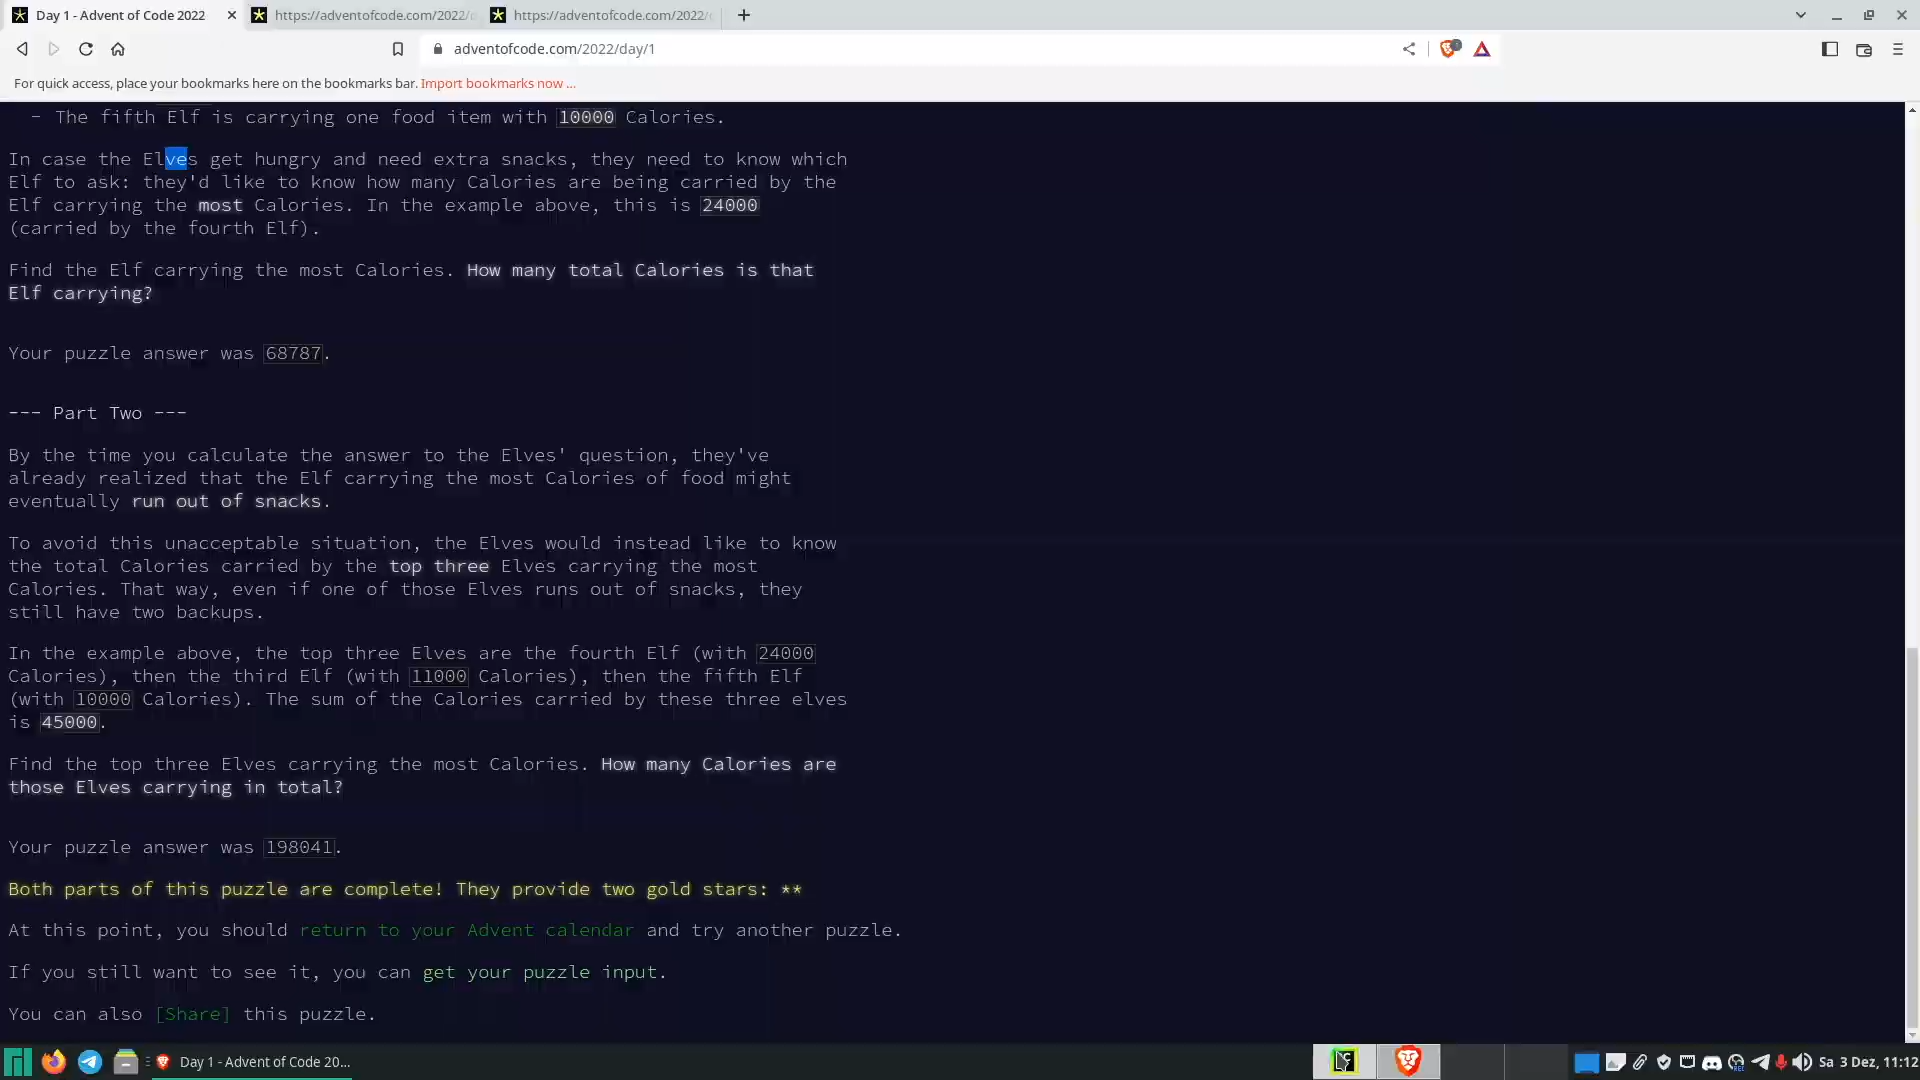 Day 1 - Advent of Code 2022
https://adventofcode.com/2022/d
https://adventofcode.com/2022/
adventofcode.com/2022/day/1
For quick access, place your bookmarks here on the bookmarks bar. Import bookmarks now ...
- The fifth Elf is carrying one food item with 10000 Calories.
In case the Elves get hungry and need extra snacks, they need to know which
Elf to ask: they'd like to know how many Calories are being carried by the
Elf carrying the most Calories. In the example above, this is 24000
(carried by the fourth Elf).
Find the Elf carrying the most Calories. How many total Calories is that
Elf carrying?
Your puzzle answer was 68787.
--- Part Two ---
By the time you calculate the answer to the Elves' question, they've
already realized that the Elf carrying the most Calories of food might
eventually run out of snacks.
To avoid this unacceptable situation, the Elves would instead like to know
the total Calories carried by the top three Elves carrying the most
Calories. That way, even if one of those Elves runs out of snacks, they
still have two backups.
In the example above, the top three Elves are the fourth Elf (with 24000
Calories), then the third Elf (with 11000 Calories), then the fifth Elf
(with 10000 Calories). The sum of the Calories carried by these three elves
is 45000.
Find the top three Elves carrying the most Calories. How many Calories are
those Elves carrying in total?
Your puzzle answer was 198041.
Both parts of this puzzle are complete! They provide two gold stars: **
At this point, you should return to your Advent calendar and try another puzzle.
If you still want to see it, you can get your puzzle input.
You can also [Share] this puzzle.
Day 1 - Advent of Code 20...
Sa 3 Dez, 11:12